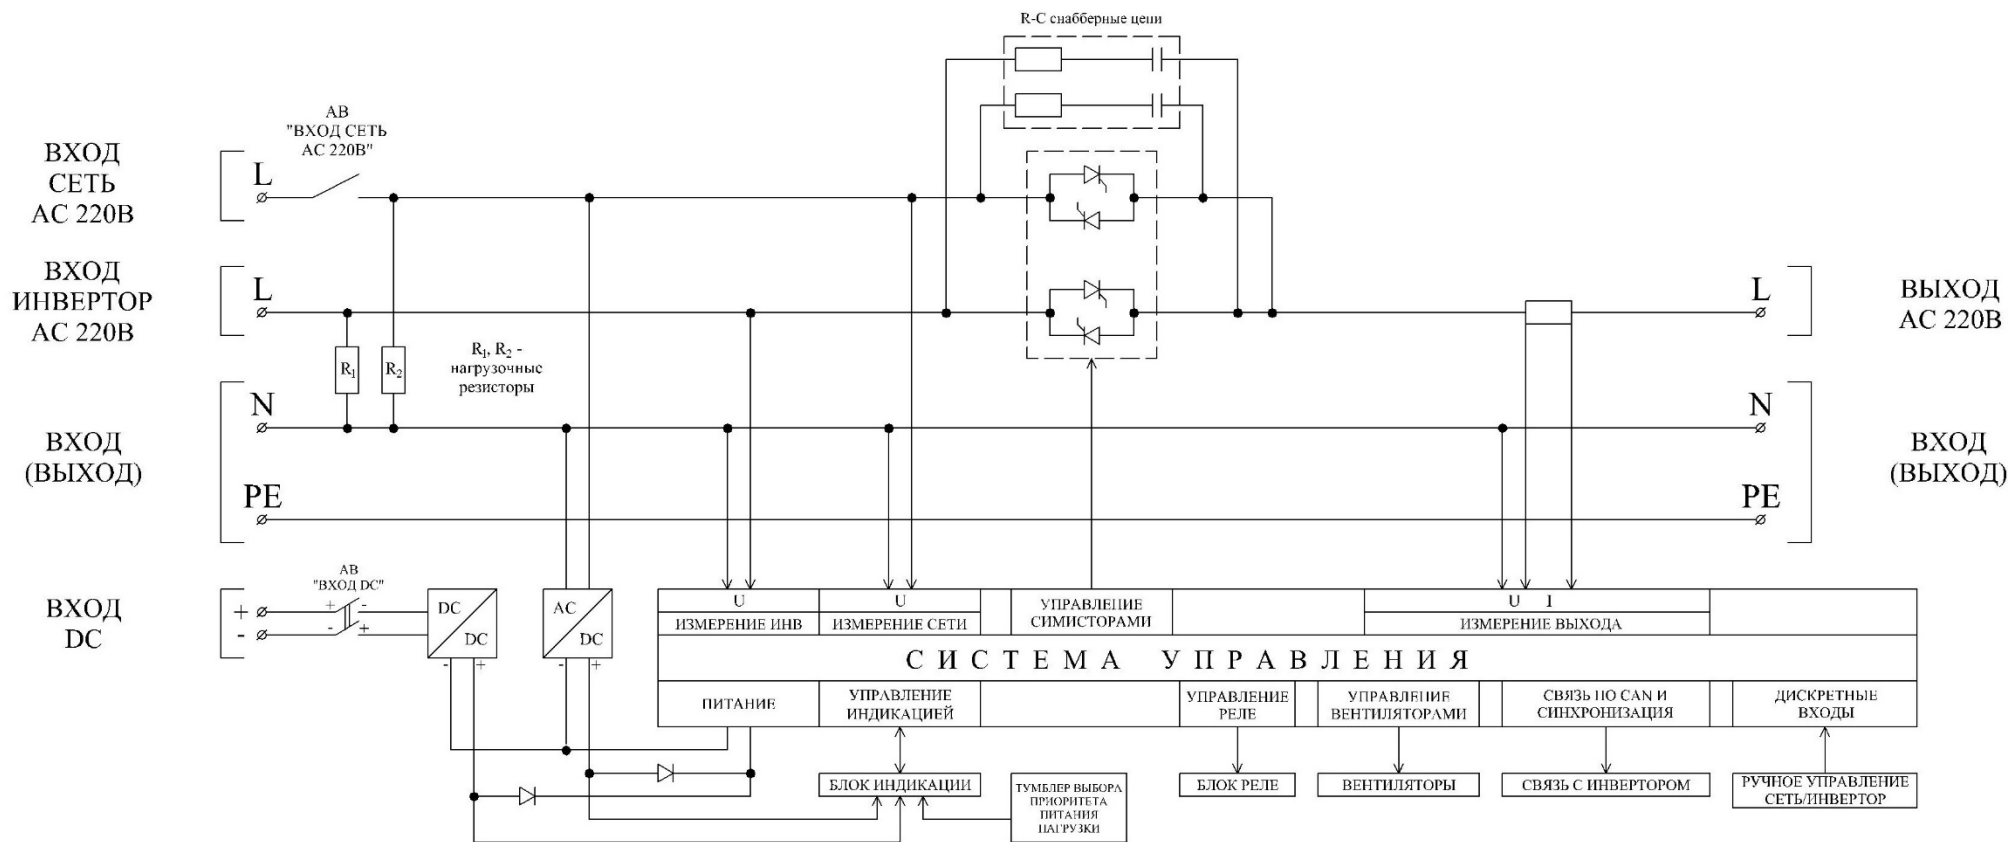 R-C снабберные цепи
АВ
"ВХОД СЕТЬ
АС 220В"
ВХОД
СЕТЬ
АС 220В
L
ВХОД
ИНВЕРТОР
АС 220В
L
L
ВЫХОД
АС 220В
R₁
R₂
R₁, R₂ -
нагрузочные
резисторы
N
N
ВХОД
(ВЫХОД)
ВХОД
(ВЫХОД)
PE
PE
АВ
"ВХОД DC"
ВХОД
DC
+
-
+ -
- +
DC
DC
- +
AC
DC
- +
U
ИЗМЕРЕНИЕ ИНВ
U
ИЗМЕРЕНИЕ СЕТИ
УПРАВЛЕНИЕ
СИМИСТОРАМИ
U I
ИЗМЕРЕНИЕ ВЫХОДА
СИСТЕМА УПРАВЛЕНИЯ
ПИТАНИЕ
УПРАВЛЕНИЕ
ИНДИКАЦИЕЙ
УПРАВЛЕНИЕ
РЕЛЕ
УПРАВЛЕНИЕ
ВЕНТИЛЯТОРАМИ
СВЯЗЬ ПО CAN И
СИНХРОНИЗАЦИЯ
ДИСКРЕТНЫЕ
ВХОДЫ
БЛОК ИНДИКАЦИИ
ТУМБЛЕР ВЫБОРА
ПРИОРИТЕТА
ПИТАНИЯ
НАГРУЗКИ
БЛОК РЕЛЕ
ВЕНТИЛЯТОРЫ
СВЯЗЬ С ИНВЕРТОРОМ
РУЧНОЕ УПРАВЛЕНИЕ
СЕТЬ/ИНВЕРТОР